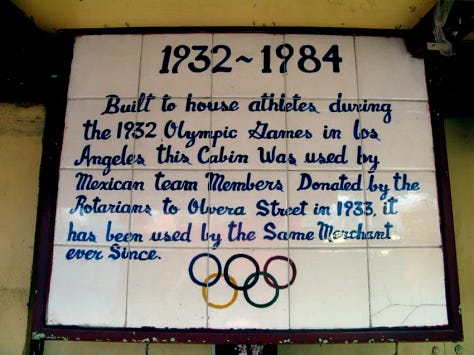 1932~1984
Built to house athletes during
the 1932 Olympic Games in Los
Angeles this Cabin Was used by
Mexican team Members Donated by the
Rotarians to Olvera Street in 1933, it
has been used by the Same Merchant
ever Since.